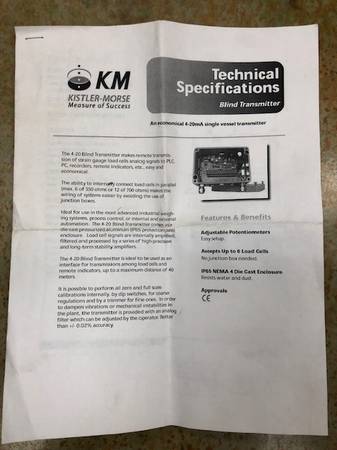 KM
KISTLER-MORSE
Measure of Success
Technical
Specifications
Blind Transmitter
An economical 4-20mA single vessel transmitter
The 4-20 Blind Transmitter makes remote transmis-
sion of strain gauge load cells analog signals to PLC,
PC, recorders, remote indicators, etc., easy and
economical.
The ability to internally connect load cells in parallel
(max. 6 of 350 ohms or 12 of 700 ohms) makes the
wiring of systems easier by avoiding the use of
junction boxes.
Ideal for use in the more advanced industrial weigh-
ing systems, process control, or internal and external
automation. The 4-20 Blind Transmitter comes via
die-cast pressurized aluminum IP65 protection
enclosure. Load cell signals are internally amplified,
filtered and processed by a series of high-precision
and long-term stability amplifiers.
The 4-20 Blind Transmitter is ideal to be used as an
interface for transmissions among load cells and
remote indicators, up to a maximum distance of 40
meters.
It is possible to perform all zero and full scale
calibrations internally, by dip switches, for coarse
regulations and by a trimmer for fine ones. In order
to dampen vibrations or mechanical instabilities in
the plant, the transmitter is provided with an analog
filter which can be adjusted by the operator. Better
than +/- 0.02% accuracy.
Features & Benefits
Adjustable Potentiometers
Easy setup.
Accepts Up to 6 Load Cells
No junction box needed.
IP65 NEMA 4 Die Cast Enclosure
Resists water and dust.
Approvals
CE